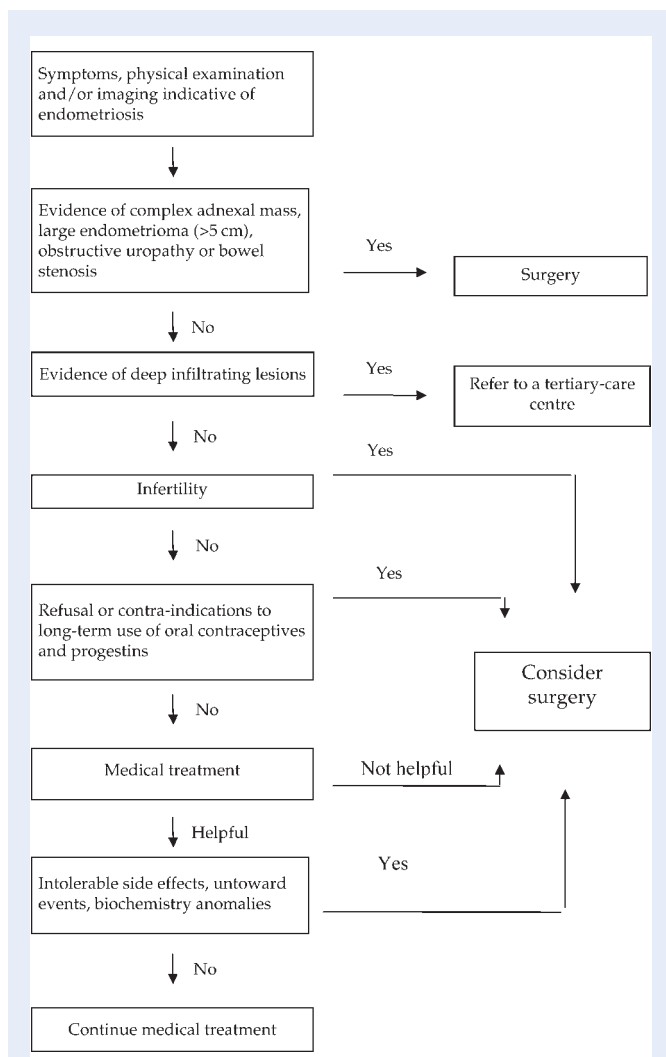 Symptoms, physical examination
and/or imaging indicative of
endometriosis
Evidence of complex adnexal mass,
large endometrioma (>5 cm),
obstructive uropathy or bowel
stenosis
Yes
Surgery
No
Evidence of deep infiltrating lesions
Yes
Refer to a tertiary-care
centre
No
Yes
Infertility
No
Yes
Refusal or contra-indications to
long-term use of oral contraceptives
and progestins
Consider
surgery
No
Medical treatment
Not helpful
Helpful
Yes
Intolerable side effects, untoward
events, biochemistry anomalies
No
Continue medical treatment